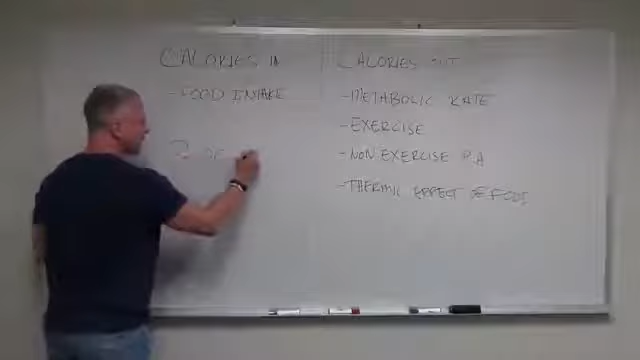 CALORIES IN
- FOOD INTAKE
CALORIES OUT
- METABOLIC RATE
- EXERCISE
- NON EXERCISE P.A
- THERMIC EFFECT OF FOOD